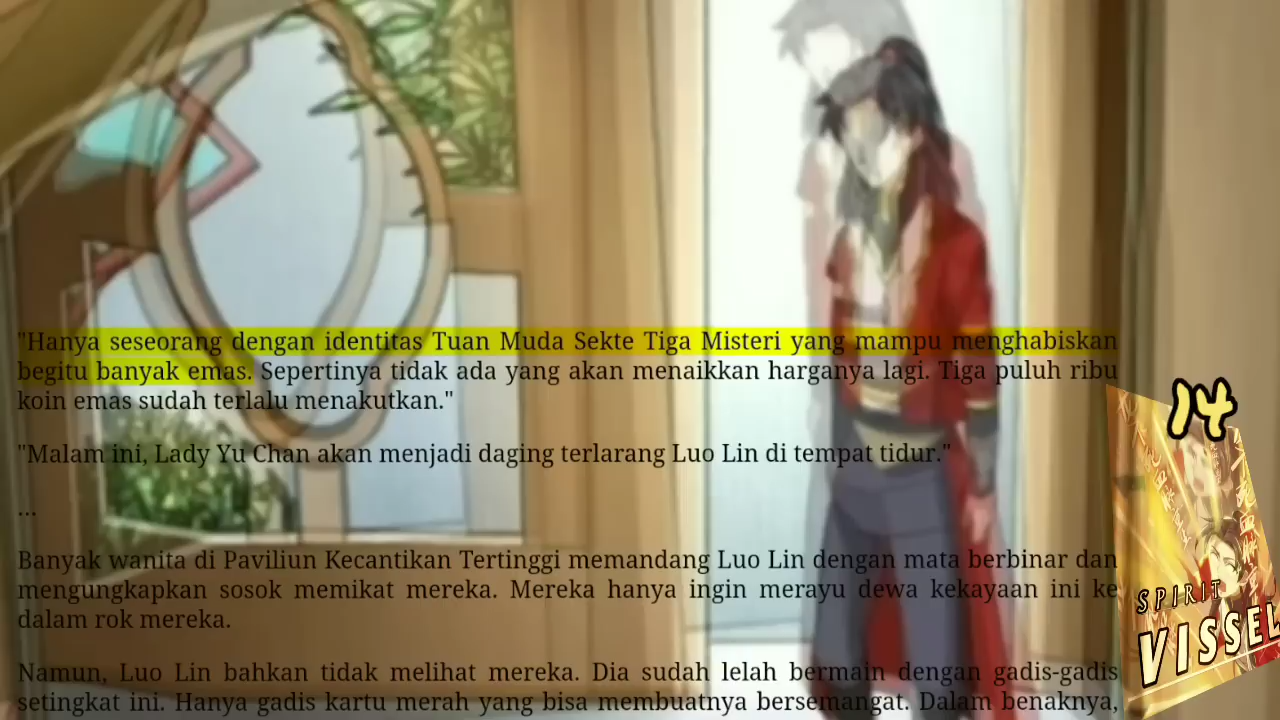 "Hanya seseorang dengan identitas Tuan Muda Sekte Tiga Misteri yang mampu menghabiskan
begitu banyak emas. Sepertinya tidak ada yang akan menaikkan harganya lagi. Tiga puluh ribu
koin emas sudah terlalu menakutkan."
"Malam ini, Lady Yu Chan akan menjadi daging terlarang Luo Lin di tempat tidur."
...
Banyak wanita di Paviliun Kecantikan Tertinggi memandang Luo Lin dengan mata berbinar dan
mengungkapkan sosok memikat mereka. Mereka hanya ingin merayu dewa kekayaan ini ke
dalam rok mereka.
Namun, Luo Lin bahkan tidak melihat mereka. Dia sudah lelah bermain dengan gadis-gadis
setingkat ini. Hanya gadis kartu merah yang bisa membuatnya bersemangat. Dalam benaknya,
14
SPIRIT
VISSEL